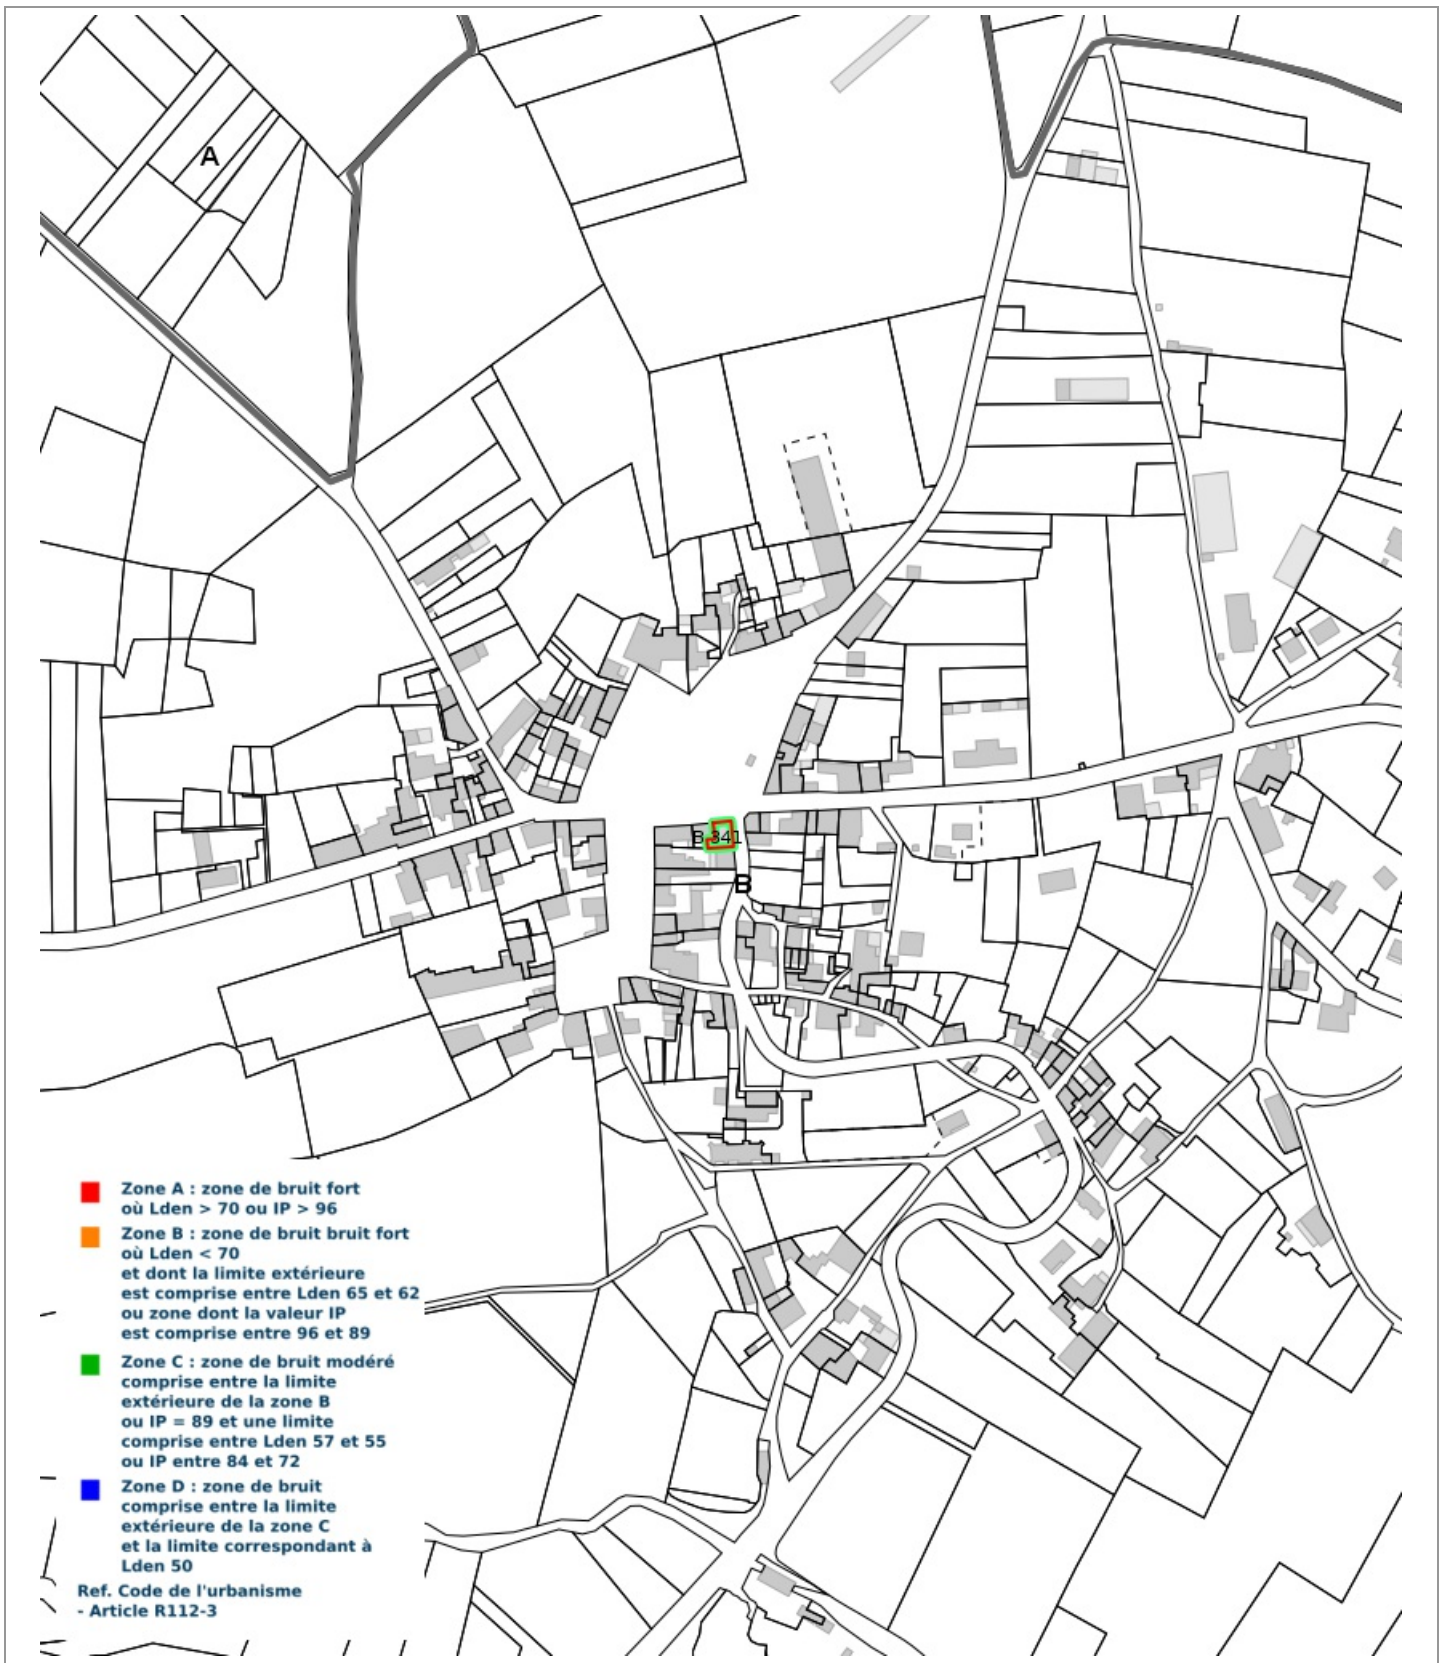 A
B 841
B
Zone A : zone de bruit fort
où Lden > 70 ou IP > 96
Zone B : zone de bruit bruit fort
où Lden < 70
et dont la limite extérieure
est comprise entre Lden 65 et 62
ou zone dont la valeur IP
est comprise entre 96 et 89
Zone C : zone de bruit modéré
comprise entre la limite
extérieure de la zone B
ou IP = 89 et une limite
comprise entre Lden 57 et 55
ou IP entre 84 et 72
Zone D : zone de bruit
comprise entre la limite
extérieure de la zone C
et la limite correspondant à
Lden 50
Ref. Code de l'urbanisme
- Article R112-3